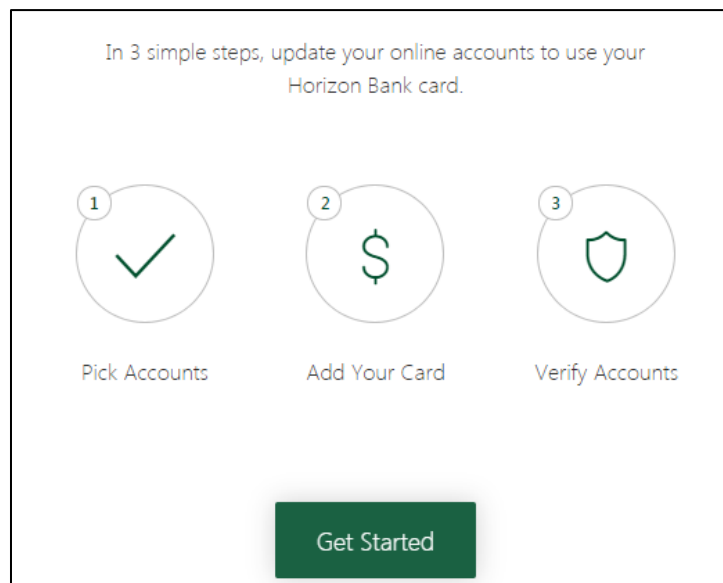 In 3 simple steps, update your online accounts to use your
Horizon Bank card.
1
2
3
$
Pick Accounts
Add Your Card
Verify Accounts
Get Started